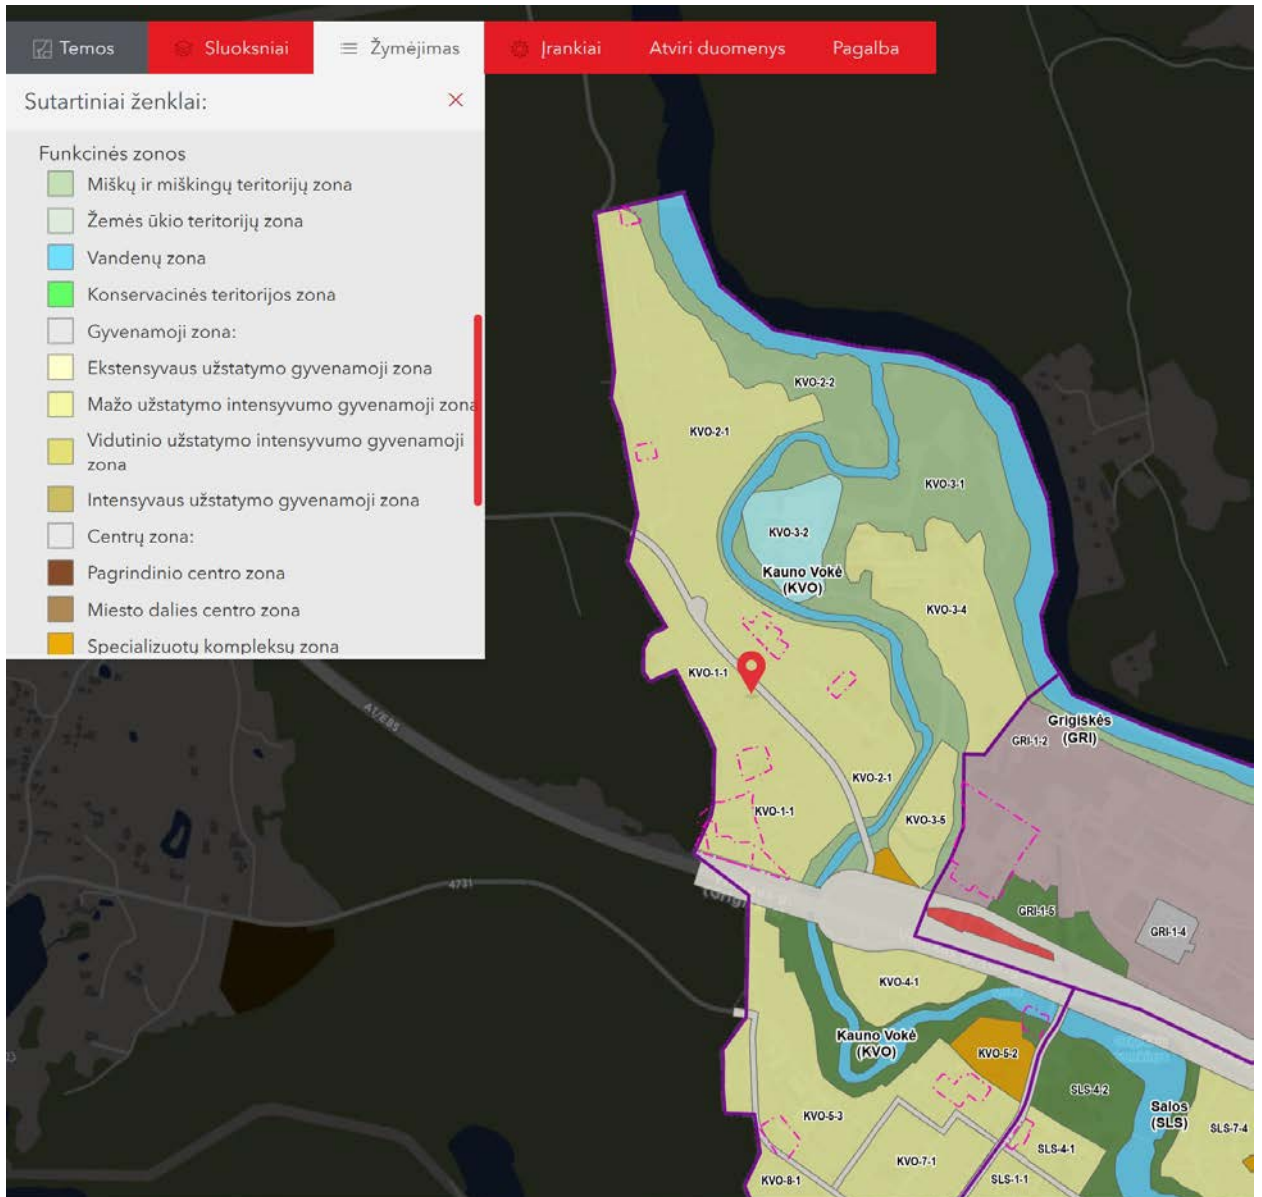 Temos
Sluoksniai
Žymėjimas
Įrankiai
Atviri duomenys
Pagalba
Sutartiniai ženklai:
Funkcinės zonos
Miškų ir miškingų teritorijų zona
Žemės ūkio teritorijų zona
Vandenų zona
Konservacinės teritorijos zona
Gyvenamoji zona:
Ekstensyvaus užstatymo gyvenamoji zona
Mažo užstatymo intensyvumo gyvenamoji zona
Vidutinio užstatymo intensyvumo gyvenamoji
zona
Intensyvaus užstatymo gyvenamoji zona
Centrų zona:
Pagrindinio centro zona
Miesto dalies centro zona
Specializuotų kompleksų zona
KVO-2-2
KVO-2-1
KVO-3-1
KVO-3-2
Kauno Vokė
(KVO)
KVO-3-4
KVO-1-1
A1/E85
Grigiškės
(GRI)
GRI-1-2
KVO-2-1
KVO-1-1
KVO-3-5
4731
GRI-1-5
GRI-1-4
KVO-4-1
Kauno Vokė
(KVO)
KVO-5-2
SLS-4-2
Salos
(SLS)
KVO-5-3
SLS-7-4
SLS-4-1
KVO-7-1
KVO-8-1
SLS-1-1